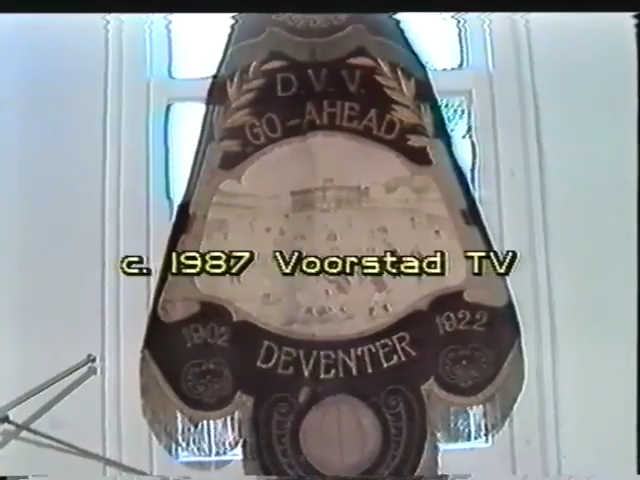 D.V.V.
GO-AHEAD
c. 1987 Voorstad TV
1902 1922
DEVENTER